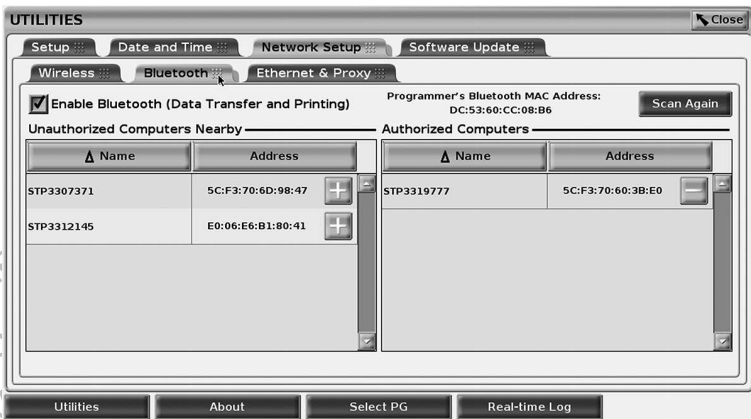 UTILITIES
Close
Setup Date and Time Network Setup Software Update
Wireless Bluetooth Ethernet & Proxy
Enable Bluetooth (Data Transfer and Printing)
Programmer's Bluetooth MAC Address:
DC:53:60:CC:08:B6
Scan Again
Unauthorized Computers Nearby
Δ Name Address
STP3307371 5C:F3:70:6D:98:47 +
STP3312145 E0:06:E6:B1:80:41 +
Authorized Computers
Δ Name Address
STP3319777 5C:F3:70:60:3B:E0 −
Utilities About Select PG Real-time Log